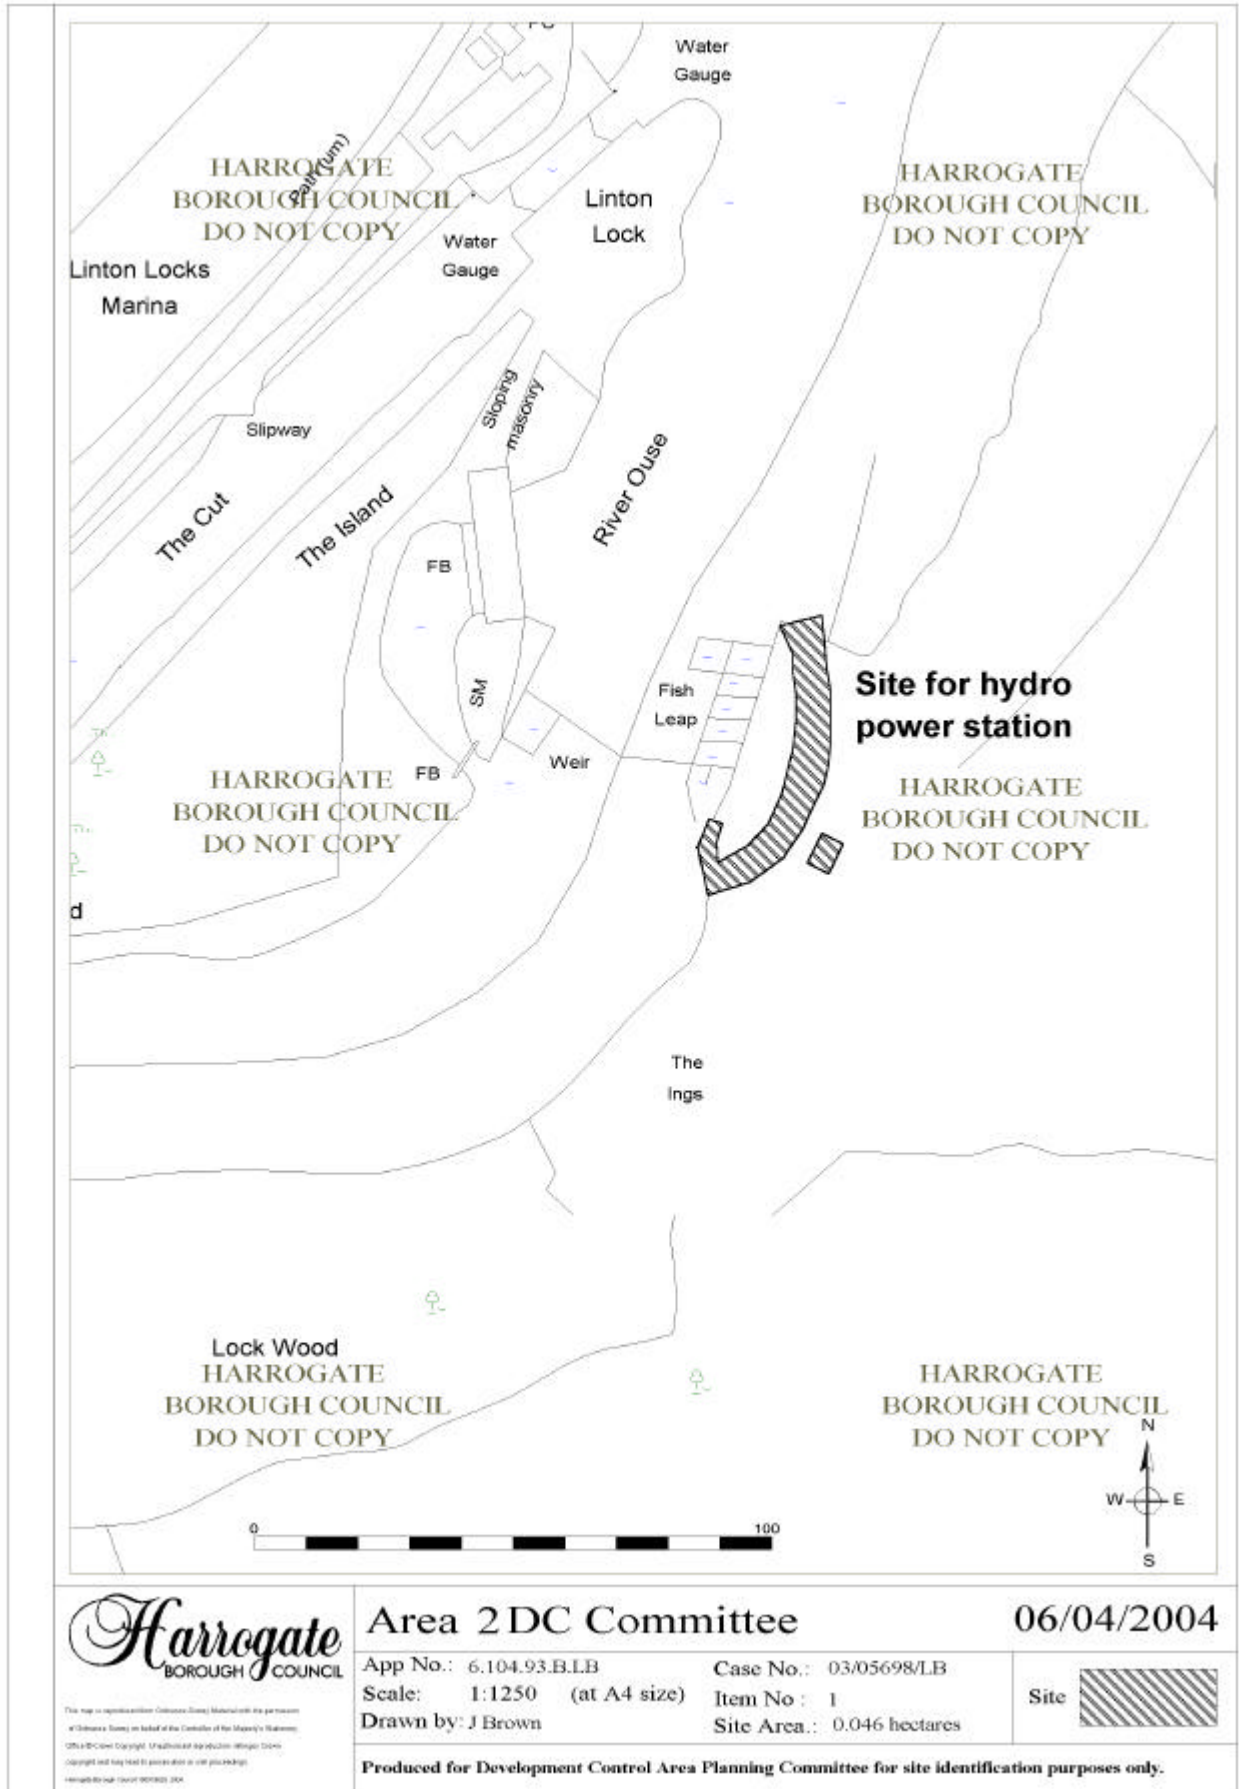 PC
Water
Gauge
HARROGATE
BOROUGH COUNCIL
DO NOT COPY
Path (um)
Linton
Lock
HARROGATE
BOROUGH COUNCIL
DO NOT COPY
Water
Gauge
Linton Locks
Marina
Sloping
masonry
Slipway
River Ouse
The Cut
The Island
FB
SM
Fish
Leap
Site for hydro
power station
FB
Weir
HARROGATE
BOROUGH COUNCIL
DO NOT COPY
HARROGATE
BOROUGH COUNCIL
DO NOT COPY
d
The
Ings
Lock Wood
HARROGATE
BOROUGH COUNCIL
DO NOT COPY
HARROGATE
BOROUGH COUNCIL
DO NOT COPY
N
W E
S
0 100
Harrogate
BOROUGH COUNCIL
Area 2 DC Committee
06/04/2004
App No.: 6.104.93.B.LB
Case No.: 03/05698/LB
Scale: 1:1250 (at A4 size)
Item No : 1
Drawn by: J Brown
Site Area.: 0.046 hectares
Site
Produced for Development Control Area Planning Committee for site identification purposes only.